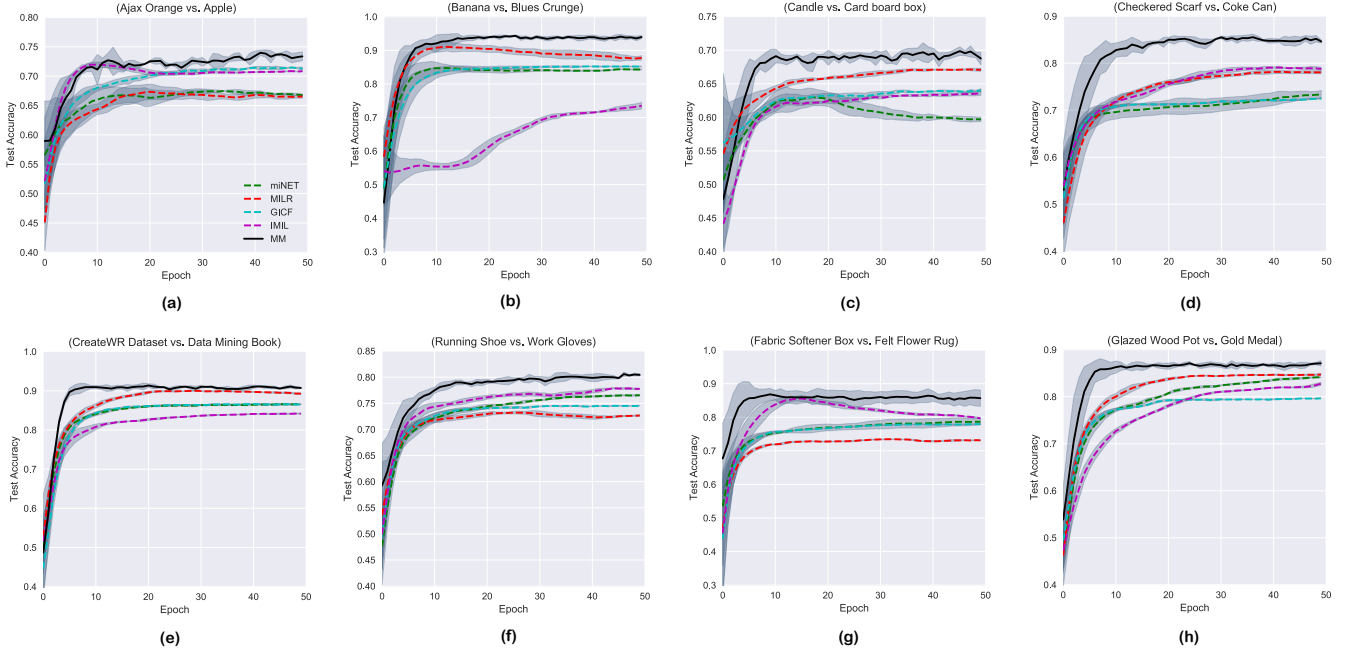 (Ajax Orange vs. Apple)
0.80
0.75
0.70
0.65
0.60
0.55
0.50
0.45
0.40
Test Accuracy
miNET
MILR
GICF
IMIL
MM
0 10 20 30 40 50
Epoch
(a)
(Banana vs. Blues Crunge)
1.0
0.9
0.8
0.7
0.6
0.5
0.4
0.3
Test Accuracy
0 10 20 30 40 50
Epoch
(b)
(Candle vs. Card board box)
0.75
0.70
0.65
0.60
0.55
0.50
0.45
0.40
Test Accuracy
0 10 20 30 40 50
Epoch
(c)
(Checkered Scarf vs. Coke Can)
0.9
0.8
0.7
0.6
0.5
0.4
Test Accuracy
0 10 20 30 40 50
Epoch
(d)
(CreateWR Dataset vs. Data Mining Book)
1.0
0.9
0.8
0.7
0.6
0.5
0.4
Test Accuracy
0 10 20 30 40 50
Epoch
(e)
(Running Shoe vs. Work Gloves)
0.85
0.80
0.75
0.70
0.65
0.60
0.55
0.50
0.45
0.40
Test Accuracy
0 10 20 30 40 50
Epoch
(f)
(Fabric Softener Box vs. Felt Flower Rug)
1.0
0.9
0.8
0.7
0.6
0.5
0.4
0.3
Test Accuracy
0 10 20 30 40 50
Epoch
(g)
(Glazed Wood Pot vs. Gold Medal)
0.9
0.8
0.7
0.6
0.5
0.4
Test Accuracy
0 10 20 30 40 50
Epoch
(h)